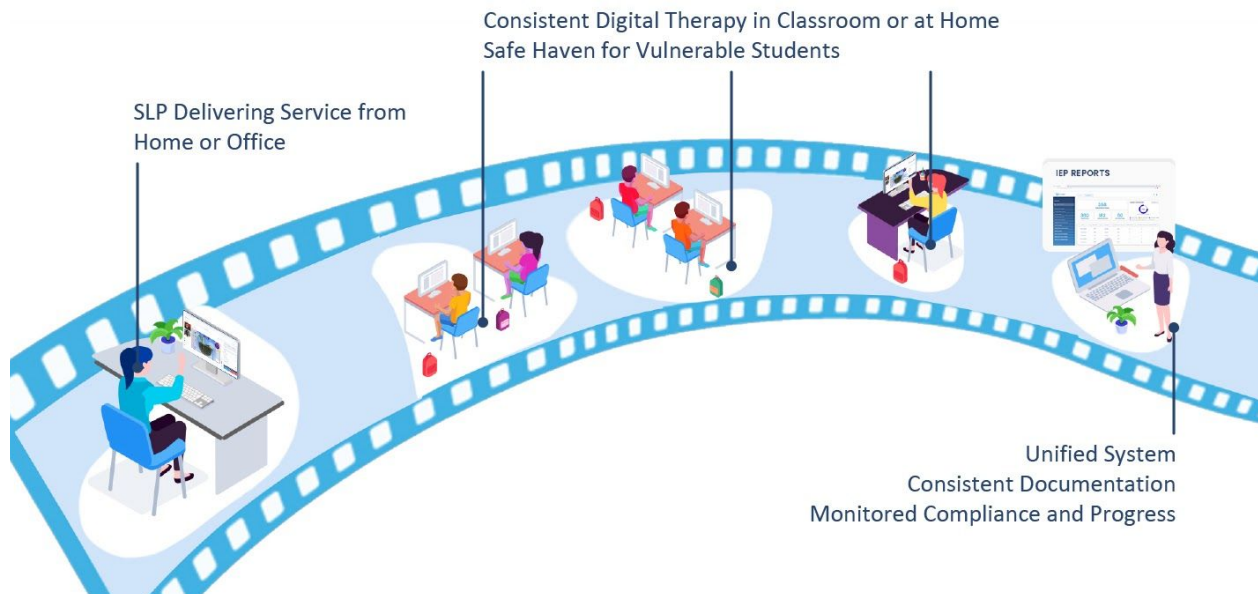 Consistent Digital Therapy in Classroom or at Home
Safe Haven for Vulnerable Students
SLP Delivering Service from
Home or Office
IEP REPORTS
Unified System
Consistent Documentation
Monitored Compliance and Progress